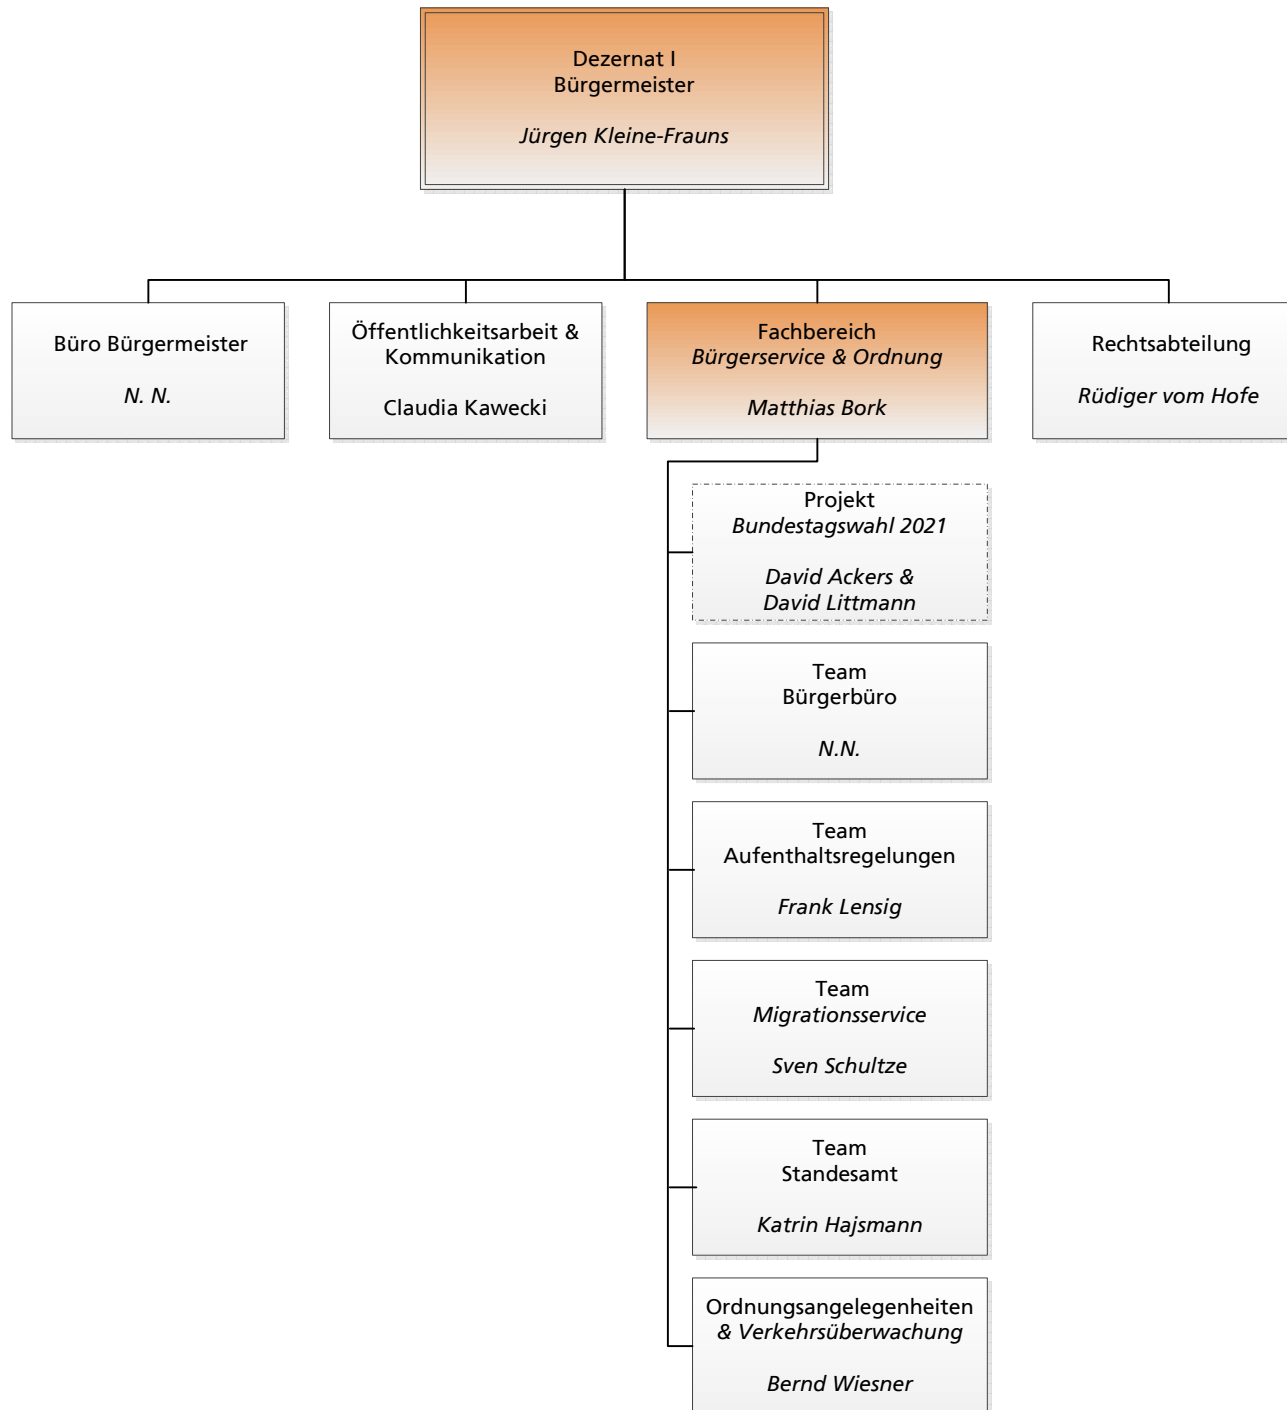 Dezernat I
Bürgermeister
Jürgen Kleine-Frauns
Büro Bürgermeister
N. N.
Öffentlichkeitsarbeit &
Kommunikation
Claudia Kawecki
Fachbereich
Bürgerservice & Ordnung
Matthias Bork
Rechtsabteilung
Rüdiger vom Hofe
Projekt
Bundestagswahl 2021
David Ackers &
David Littmann
Team
Bürgerbüro
N.N.
Team
Aufenthaltsregelungen
Frank Lensig
Team
Migrationsservice
Sven Schultze
Team
Standesamt
Katrin Hajsmann
Ordnungsangelegenheiten
& Verkehrsüberwachung
Bernd Wiesner